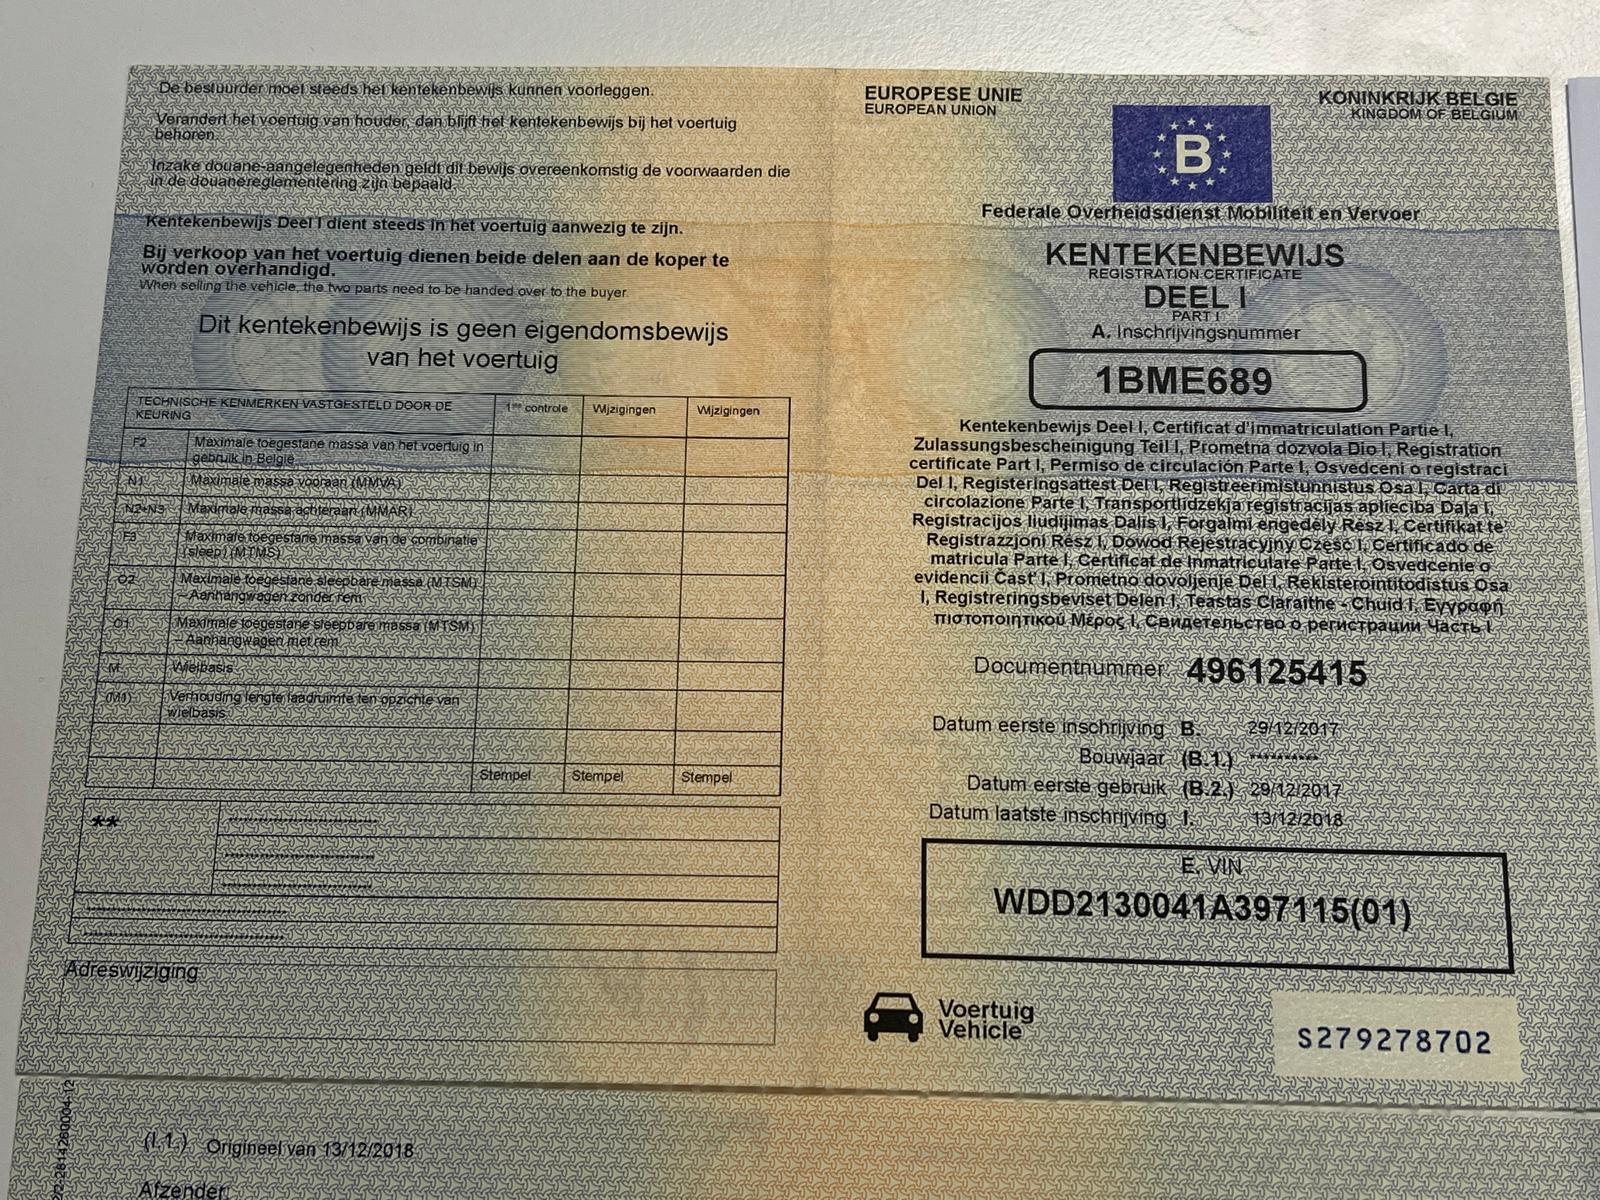 De bestuurder moet steeds het kentekenbewijs kunnen voorleggen.
Verandert het voertuig van houder, dan blijft het kentekenbewijs bij het voertuig
behoren.
Inzake douane-aangelegenheden geldt dit bewijs overeenkomstig de voorwaarden die
in de douanereglementering zijn bepaald.
Kentekenbewijs Deel I dient steeds in het voertuig aanwezig te zijn.
Bij verkoop van het voertuig dienen beide delen aan de koper te
worden overhandigd.
When selling the vehicle, the two parts need to be handed over to the buyer.
Dit kentekenbewijs is geen eigendomsbewijs
van het voertuig
TECHNISCHE KENMERKEN VASTGESTELD DOOR DE
KEURING
1ste controle
Wijzigingen
Wijzigingen
F2 Maximale toegestane massa van het voertuig in
gebruik in België
N1 Maximale massa vooraan (MMVA)
N2+N3 Maximale massa achteraan (MMAR)
F3 Maximale toegestane massa van de combinatie
(sleep) (MTMS)
O2 Maximale toegestane sleepbare massa (MTSM)
– Aanhangwagen zonder rem
O1 Maximale toegestane sleepbare massa (MTSM)
– Aanhangwagen met rem
M Wielbasis
(M1) Verhouding lengte laadruimte ten opzichte van
wielbasis
Stempel Stempel Stempel
**
Adreswijziging
EUROPESE UNIE
EUROPEAN UNION
KONINKRIJK BELGIE
KINGDOM OF BELGIUM
B
Federale Overheidsdienst Mobiliteit en Vervoer
KENTEKENBEWIJS
REGISTRATION CERTIFICATE
DEEL I
PART I
A. Inschrijvingsnummer
1BME689
Kentekenbewijs Deel I, Certificat d'immatriculation Partie I,
Zulassungsbescheinigung Teil I, Prometna dozvola Dio I, Registration
certificate Part I, Permiso de circulación Parte I, Osvedceni o registraci
Del I, Registeringsattest Del I, Registreerimistunnistus Osa I, Carta di
circolazione Parte I, Transportlidzekja registracijas aplieciba Daļa I,
Registracijos liudijimas Dalis I, Forgalmi engedély Rész I, Certifikat te'
Registrazzjoni Rész I, Dowod Rejestracyjny Część I, Certificado de
matricula Parte I, Certificat de Inmatriculare Parte I, Osvedcenie o
evidencii Čast' I, Prometno dovoljenje Del I, Rekisterointitodistus Osa
I, Registreringsbeviset Delen I, Teastas Claraithe - Chuid I, Εγγραφή
πιστοποιητικού Μέρος I, Свидетельство о регистрации Часть I
Documentnummer 496125415
Datum eerste inschrijving B. 29/12/2017
Bouwjaar (B.1.) **********
Datum eerste gebruik (B.2.) 29/12/2017
Datum laatste inschrijving I. 13/12/2018
E. VIN
WDD2130041A397115(01)
Voertuig
Vehicle
S279278702
(I.1.) Origineel van 13/12/2018
Afzender: